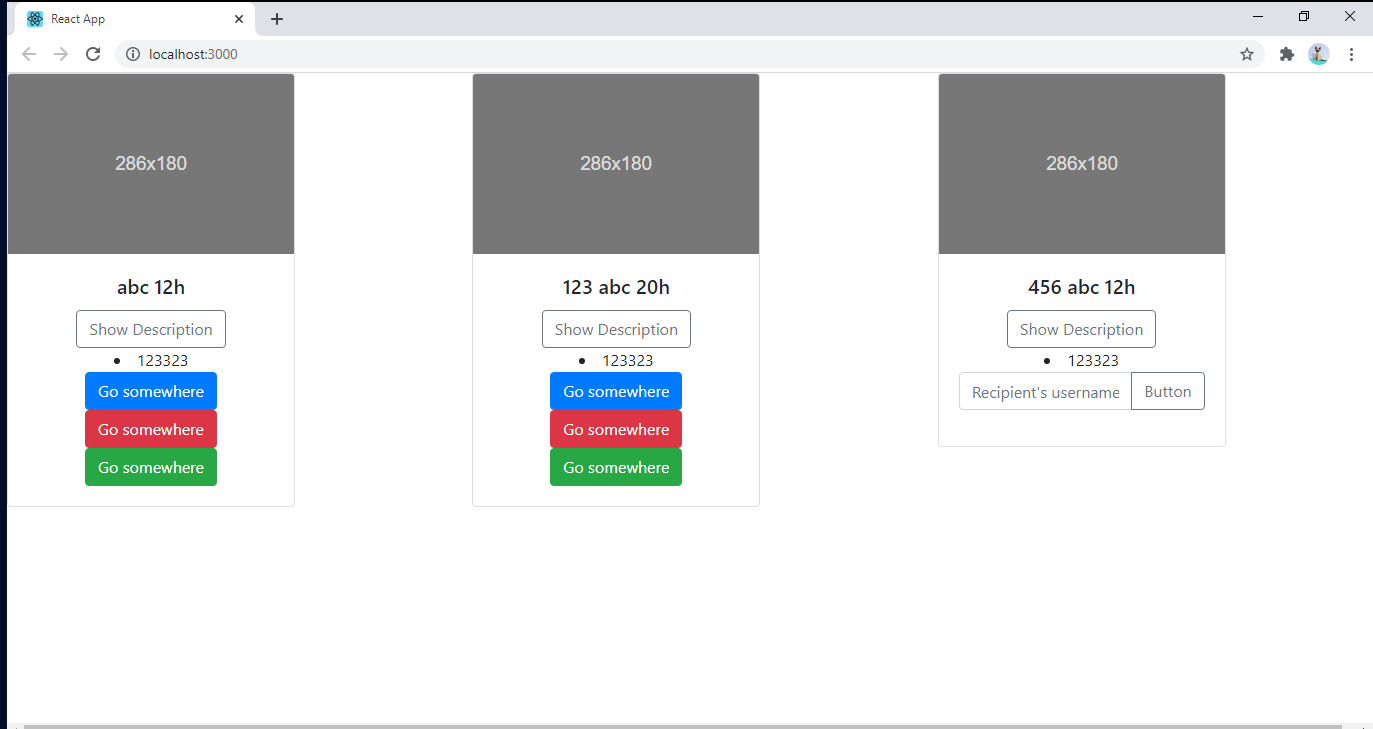 React App
localhost:3000
286x180
abc 12h
Show Description
123323
Go somewhere
Go somewhere
Go somewhere
286x180
123 abc 20h
Show Description
123323
Go somewhere
Go somewhere
Go somewhere
286x180
456 abc 12h
Show Description
123323
Recipient's username Button